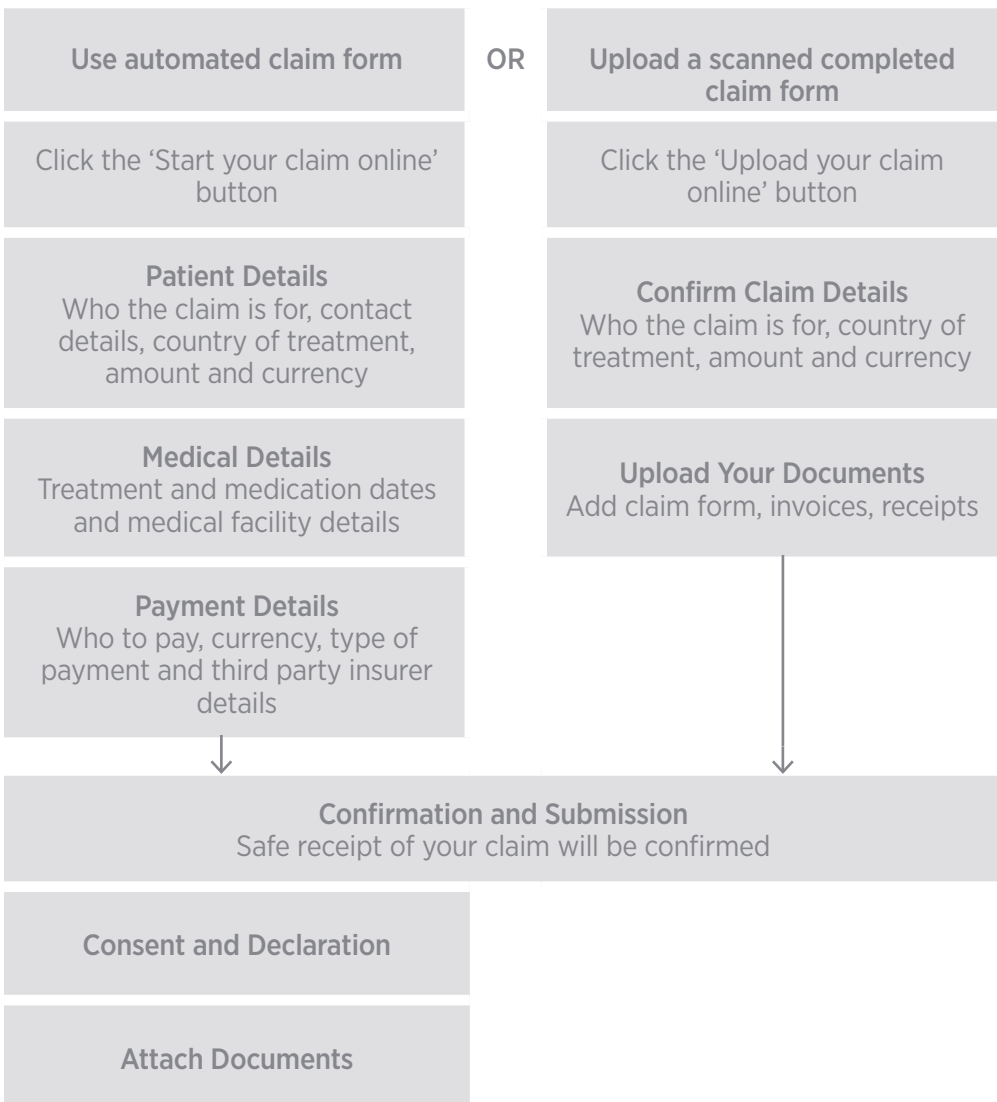 Use automated claim form
OR
Upload a scanned completed
claim form
Click the ‘Start your claim online’
button
Click the ‘Upload your claim
online’ button
Patient Details
Who the claim is for, contact
details, country of treatment,
amount and currency
Confirm Claim Details
Who the claim is for, country of
treatment, amount and currency
Medical Details
Treatment and medication dates
and medical facility details
Upload Your Documents
Add claim form, invoices, receipts
Payment Details
Who to pay, currency, type of
payment and third party insurer
details
Confirmation and Submission
Safe receipt of your claim will be confirmed
Consent and Declaration
Attach Documents